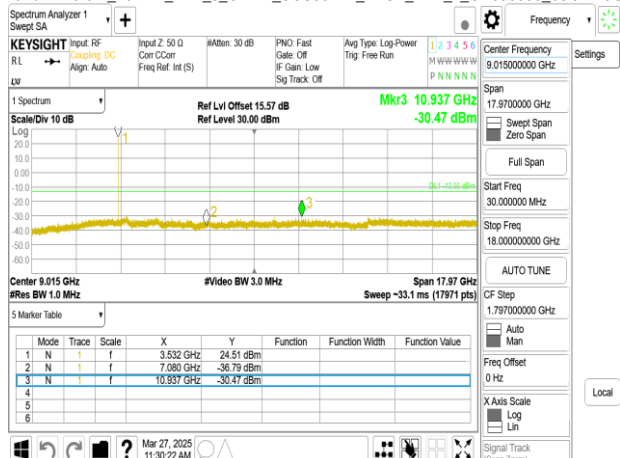 Spectrum Analyzer 1
Swept SA
+
Frequency
KEYSIGHT
Input: RF
Coupling: DC
Align: Auto
Input Z: 50 Ω
Corr CCorr
Freq Ref: Int (S)
#Atten: 30 dB
PNO: Fast
Gate: Off
IF Gain: Low
Sig Track: Off
Avg Type: Log-Power
Trig: Free Run
1 2 3 4 5 6
M W W W W W
P N N N N N
RL
LXI
Center Frequency
9.015000000 GHz
Settings
Span
17.9700000 GHz
Swept Span
Zero Span
Full Span
Start Freq
30.000000 MHz
Stop Freq
18.000000000 GHz
AUTO TUNE
CF Step
1.797000000 GHz
Auto
Man
Freq Offset
0 Hz
X Axis Scale
Log
Lin
Local
Signal Track
1 Spectrum
Scale/Div 10 dB
Ref Lvl Offset 15.57 dB
Ref Level 30.00 dBm
Mkr3 10.937 GHz
-30.47 dBm
Log
20.0
10.0
0.00
-10.0
-20.0
-30.0
-40.0
-50.0
-60.0
1
2
3
DL1 -13.00 dBm
Center 9.015 GHz
#Res BW 1.0 MHz
#Video BW 3.0 MHz
Span 17.97 GHz
Sweep ~33.1 ms (17971 pts)
5 Marker Table
Mode Trace Scale X Y Function Function Width Function Value
1 N 1 f 3.532 GHz 24.51 dBm
2 N 1 f 7.080 GHz -36.79 dBm
3 N 1 f 10.937 GHz -30.47 dBm
4
5
6
?
Mar 27, 2025
11:30:22 AM